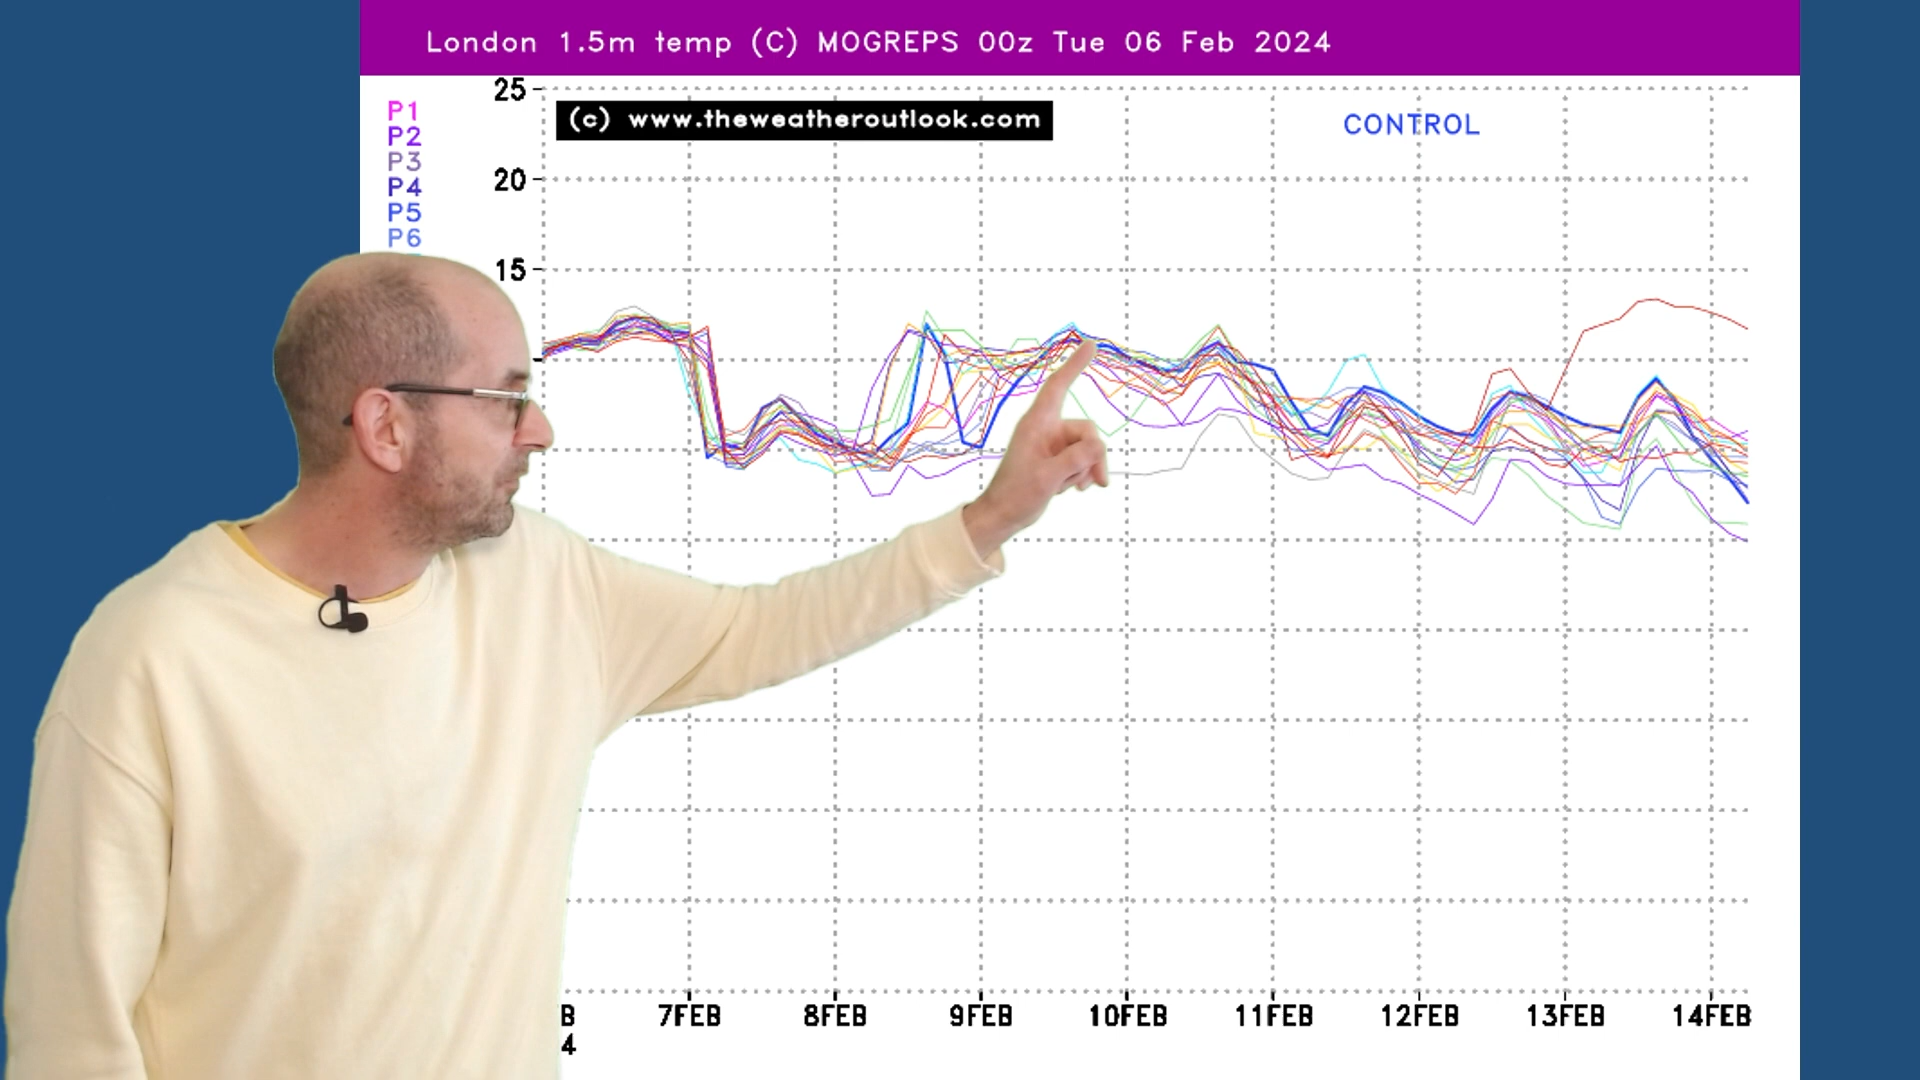 London 1.5m temp (C) MOGREPS 00z Tue 06 Feb 2024
25
(c) www.theweatheroutlook.com
CONTROL
P1
P2
P3
P4
P5
P6
20
15
B 7FEB 8FEB 9FEB 10FEB 11FEB 12FEB 13FEB 14FEB
4